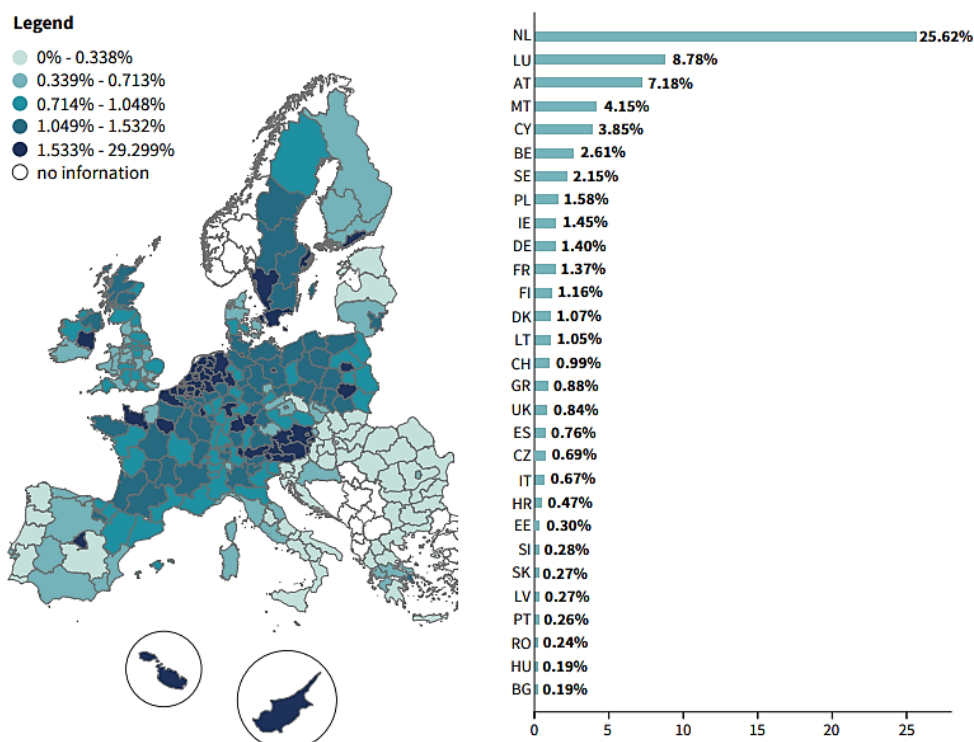 Legend
0% - 0.338%
0.339% - 0.713%
0.714% - 1.048%
1.049% - 1.532%
1.533% - 29.299%
no infornation
NL 25.62%
LU 8.78%
AT 7.18%
MT 4.15%
CY 3.85%
BE 2.61%
SE 2.15%
PL 1.58%
IE 1.45%
DE 1.40%
FR 1.37%
FI 1.16%
DK 1.07%
LT 1.05%
CH 0.99%
GR 0.88%
UK 0.84%
ES 0.76%
CZ 0.69%
IT 0.67%
HR 0.47%
EE 0.30%
SI 0.28%
SK 0.27%
LV 0.27%
PT 0.26%
RO 0.24%
HU 0.19%
BG 0.19%
0 5 10 15 20 25